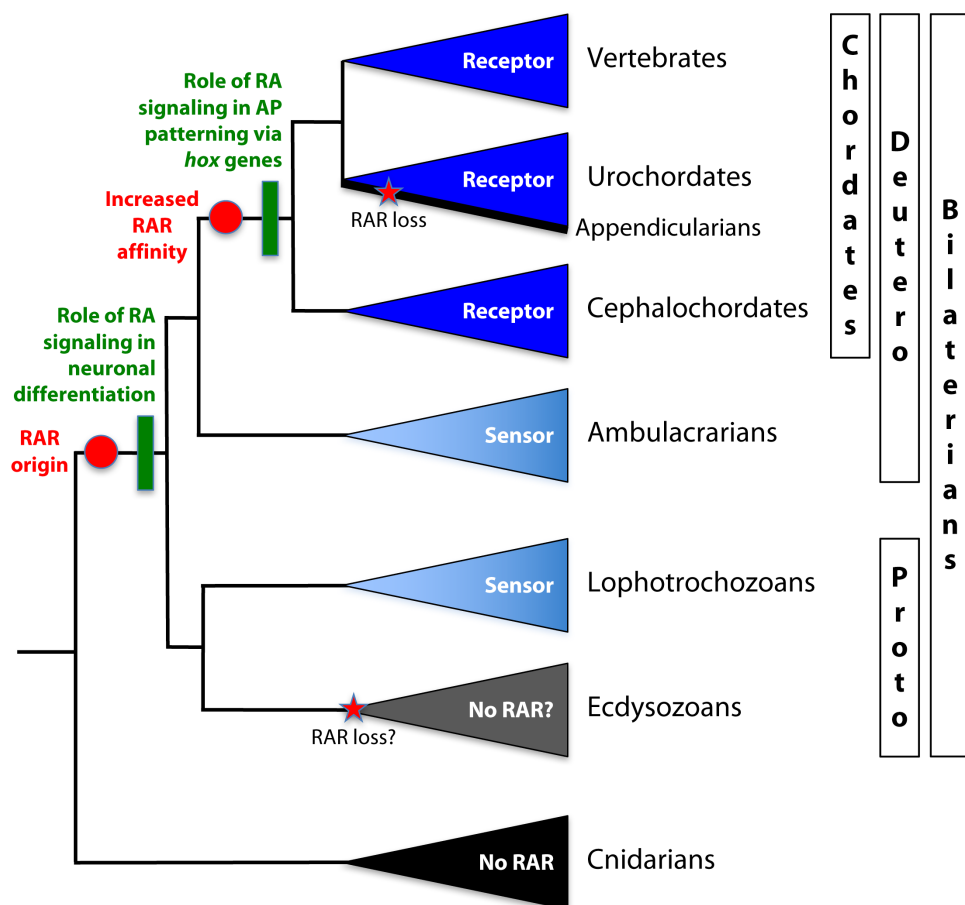 Receptor
Vertebrates
Role of RA
signaling in AP
patterning via
hox genes
Receptor
Urochordates
RAR loss
Appendicularians
Increased
RAR
affinity
Receptor
Cephalochordates
Role of RA
signaling in
neuronal
differentiation
Sensor
Ambulacrarians
RAR
origin
Sensor
Lophotrochozoans
No RAR?
Ecdysozoans
RAR loss?
No RAR
Cnidarians
Chordates
Deutero
Proto
Bilaterians